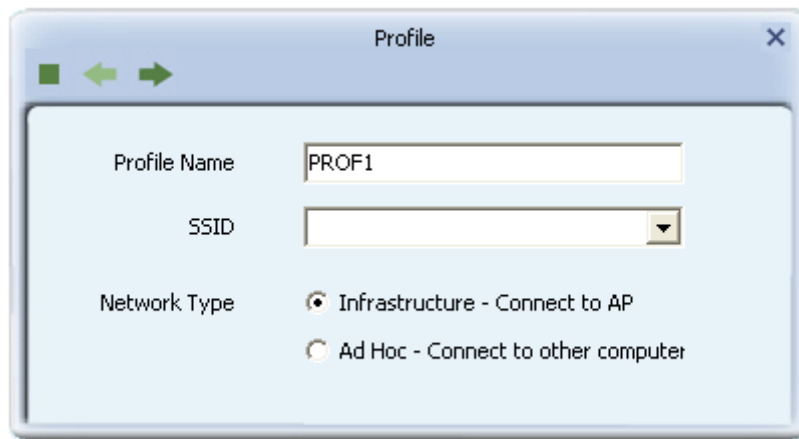 Profile
Profile Name PROF1
SSID
Network Type Infrastructure - Connect to AP
Ad Hoc - Connect to other computer